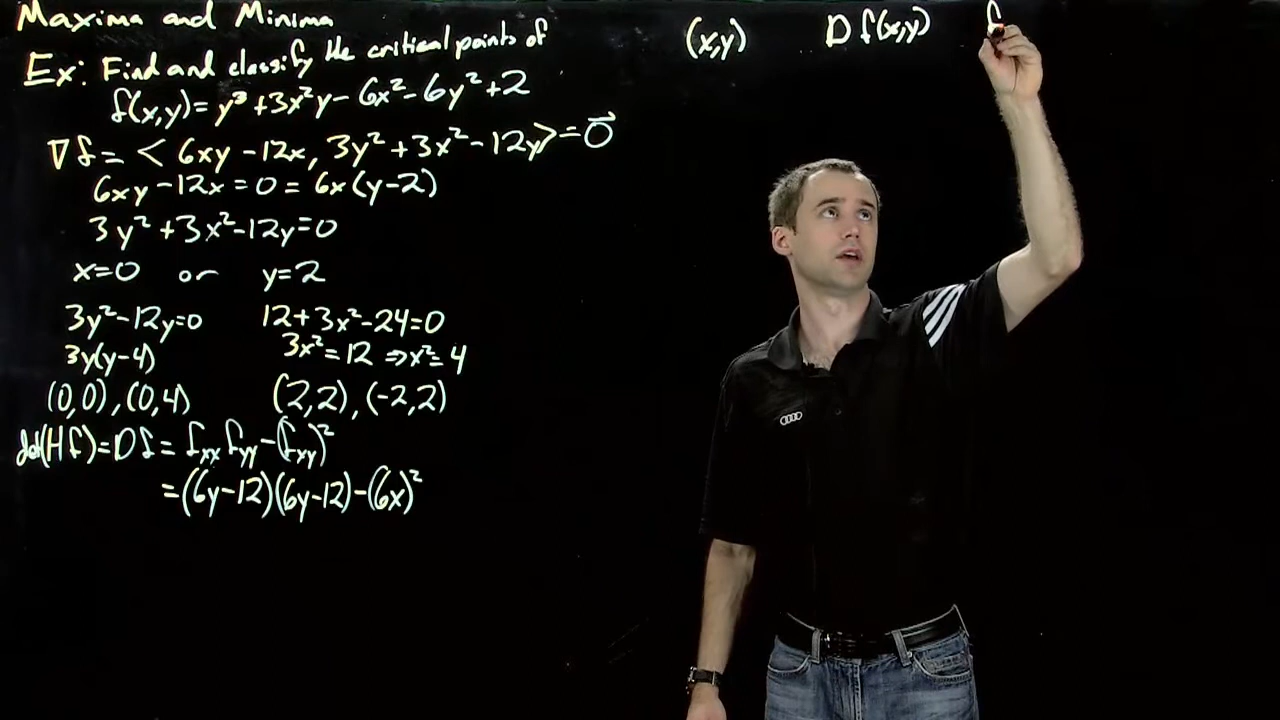 Maxima and Minima
Ex: Find and classify the critical points of
f(x,y)= y³+3x²y-6x²-6y²+2
∇f= < 6xy-12x, 3y²+3x²-12y>=0⃗
6xy-12x=0=6x(y-2)
3y²+3x²-12y=0
x=0 or y=2
3y²-12y=0 12+3x²-24=0
3y(y-4) 3x²=12 ⇒x²=4
(0,0),(0,4) (2,2),(-2,2)
det(Hf)=Df= f_xx f_yy-(f_xy)²
=(6y-12)(6y-12)-(6x)²
(x,y) D f(x,y) f